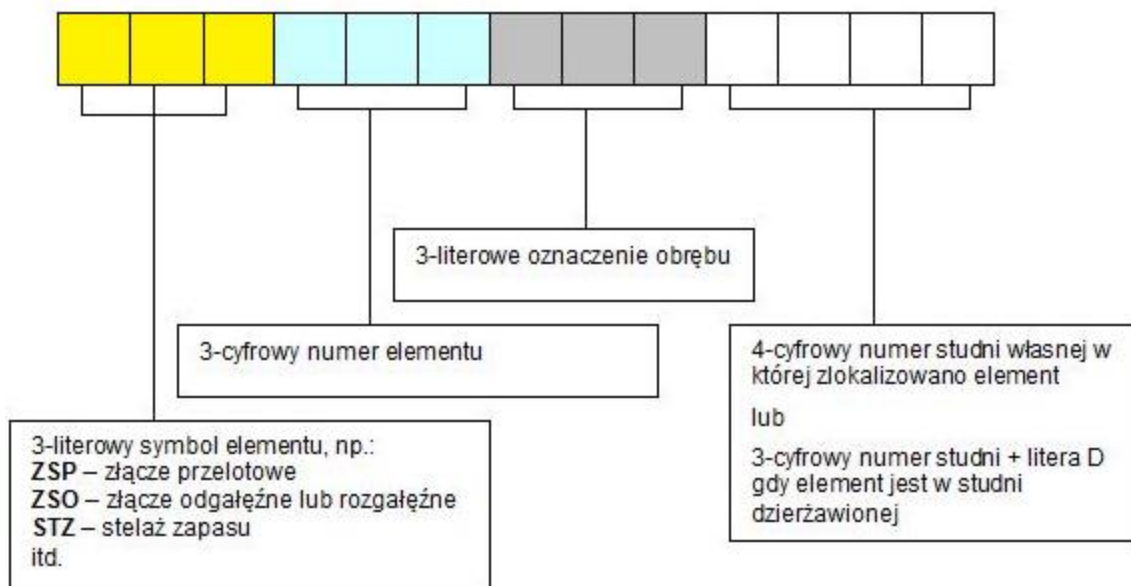 3-literowe oznaczenie obrębu
3-cyfrowy numer elementu
4-cyfrowy numer studni własnej w
której zlokalizowano element
lub
3-cyfrowy numer studni + litera D
gdy element jest w studni
dzierżawionej
3-literowy symbol elementu, np.:
ZSP – złącze przelotowe
ZSO – złącze odgałęźne lub rozgałęźne
STZ – stelaż zapasu
itd.